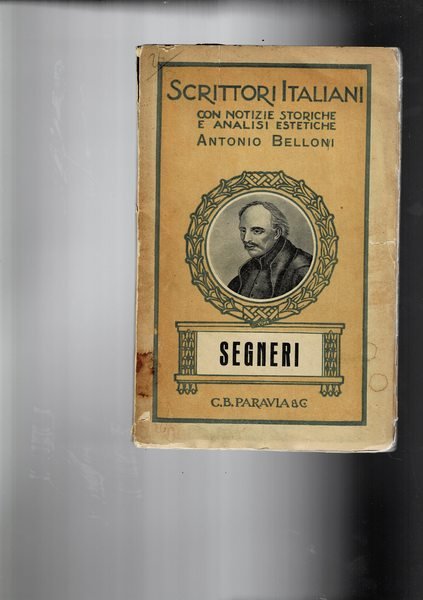 SCRITTORI ITALIANI
CON NOTIZIE STORICHE
E ANALISI ESTETICHE
ANTONIO BELLONI
SEGNERI
G.B. PARAVIA & C.